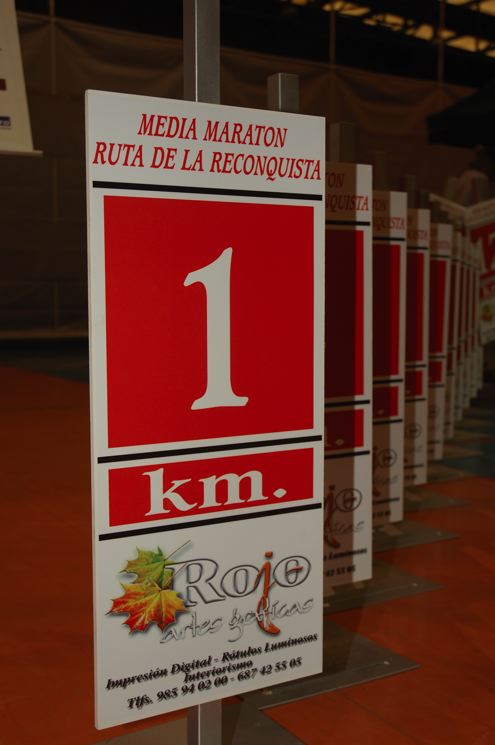 MEDIA MARATON
RUTA DE LA RECONQUISTA
1
km.
Rojo
artes gráficas
Impresión Digital - Rótulos Luminosos
Interiorismo
Tlfs. 985 94 02 00 - 687 42 55 05